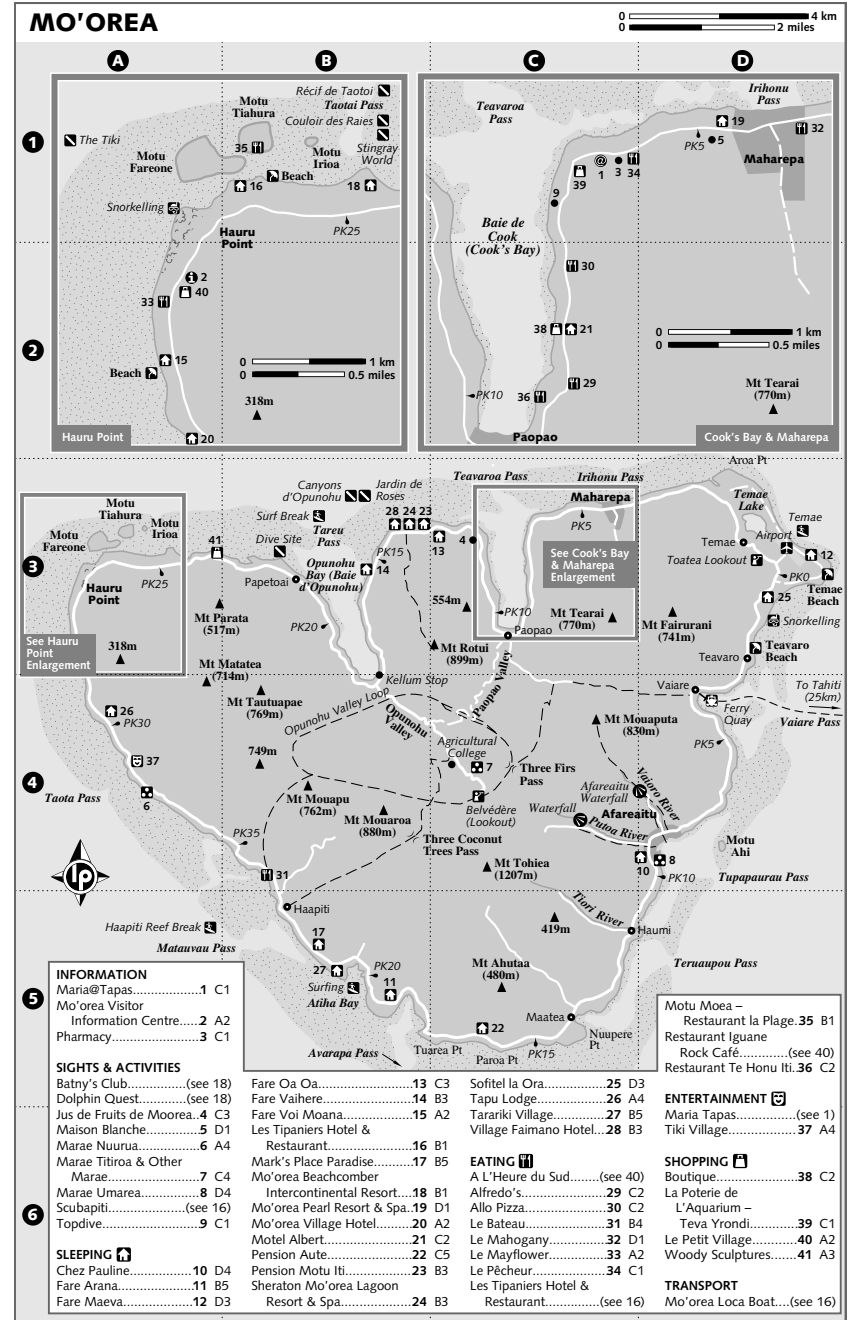 MO'OREA
0 4 km
0 2 miles
A
B
C
D
1
2
3
4
5
6
Récif de Taotoi
Taotai Pass
Couloir des Raies
Stingray
World
The Tiki
Motu
Tiahura
35
Motu
Fareone
Motu
Irioa
Beach
16
18
Snorkelling
Hauru
Point
PK25
2
40
33
15
Beach
0 1 km
0 0.5 miles
318m
20
Hauru Point
Teavaroa
Pass
Irihonu
Pass
19
32
PK5
5
Maharepa
39
1
3
34
9
Baie de
Cook
(Cook's Bay)
30
38
21
0 1 km
0 0.5 miles
29
36
PK10
Mt Tearai
(770m)
Paopao
Cook's Bay & Maharepa
Aroa Pt
Canyons
d'Opunohu
Jardin de
Roses
Teavaroa Pass
Irihonu Pass
Motu
Tiahura
Motu
Irioa
Motu
Fareone
41
Surf Break
Tareu
Pass
Dive Site
28 24 23
Maharepa
PK5
Temae
Lake
Temae
Temae
Airport
12
Toatea Lookout
PK0
Temae
Beach
13
4
PK15
14
Opunohu
Bay (Baie
d'Opunohu)
Papetoai
See Cook's Bay
& Maharepa
Enlargement
PK25
Hauru
Point
25
Snorkelling
See Hauru
Point
Enlargement
318m
Mt Parata
(517m)
PK20
554m
PK10
Mt Tearai
(770m)
Mt Fairurani
(741m)
Paopao
Mt Rotui
(899m)
Teavaro
Teavaro
Beach
Mt Matatea
(714m)
Mt Tautuapae
(769m)
Kellum Stop
Paopao Valley
Vaiare
To Tahiti
(25km)
Ferry
Quay
Vaiare Pass
26
PK30
Opunohu Valley Loop
Opunohu
Valley
Mt Mouaputa
(830m)
PK5
37
749m
Agricultural
College
7
Three Firs
Pass
6
Taota Pass
Mt Mouapu
(762m)
Mt Mouaroa
(880m)
Belvédère
(Lookout)
Afareaitu
Waterfall
Vaioro River
Waterfall
Afareaitu
Putoa River
PK35
Three Coconut
Trees Pass
Motu
Ahi
lp
31
Mt Tohiea
(1207m)
10
8
PK10
Tupapaurau Pass
Haapiti
Tiori River
419m
Haumi
Haapiti Reef Break
Matauvau Pass
17
27
PK20
Surfing
Atiha Bay
11
Mt Ahutaa
(480m)
Teruaupou Pass
Maatea
22
Nuupere
Pt
Avarapa Pass
Tuarea Pt
Paroa Pt
PK15
INFORMATION
Maria@Tapas..................1 C1
Mo'orea Visitor
Information Centre.....2 A2
Pharmacy......................3 C1
SIGHTS & ACTIVITIES
Batny's Club..............(see 18)
Dolphin Quest............(see 18)
Jus de Fruits de Moorea..4 C3
Maison Blanche............5 D1
Marae Nuurua..............6 A4
Marae Titiroa & Other
Marae........................7 C4
Marae Umarea..............8 D4
Scubapiti....................(see 16)
Topdive........................9 C1
SLEEPING
Chez Pauline................10 D4
Fare Arana..................11 B5
Fare Maeva..................12 D3
Fare Oa Oa..................13 C3
Fare Vaihere................14 B3
Fare Voi Moana............15 A2
Les Tipaniers Hotel &
Restaurant................16 B1
Mark's Place Paradise.....17 B5
Mo'orea Beachcomber
Intercontinental Resort...18 B1
Mo'orea Pearl Resort & Spa..19 D1
Mo'orea Village Hotel......20 A2
Motel Albert................21 C2
Pension Aute................22 C5
Pension Motu Iti............23 B3
Sheraton Mo'orea Lagoon
Resort & Spa..............24 B3
Sofitel la Ora................25 D3
Tapu Lodge..................26 A4
Tarariki Village..............27 B5
Village Faimano Hotel.....28 B3
EATING
A L'Heure du Sud.......(see 40)
Alfredo's....................29 C2
Allo Pizza....................30 C2
Le Bateau....................31 B4
Le Mahogany................32 D1
Le Mayflower................33 A2
Le Pêcheur..................34 C1
Les Tipaniers Hotel &
Restaurant..............(see 16)
Motu Moea –
Restaurant la Plage.35 B1
Restaurant Iguane
Rock Café.............(see 40)
Restaurant Te Honu Iti..36 C2
ENTERTAINMENT
Maria Tapas................(see 1)
Tiki Village..................37 A4
SHOPPING
Boutique....................38 C2
La Poterie de
L'Aquarium –
Teva Yrondi..............39 C1
Le Petit Village............40 A2
Woody Sculptures........41 A3
TRANSPORT
Mo'orea Loca Boat....(see 16)